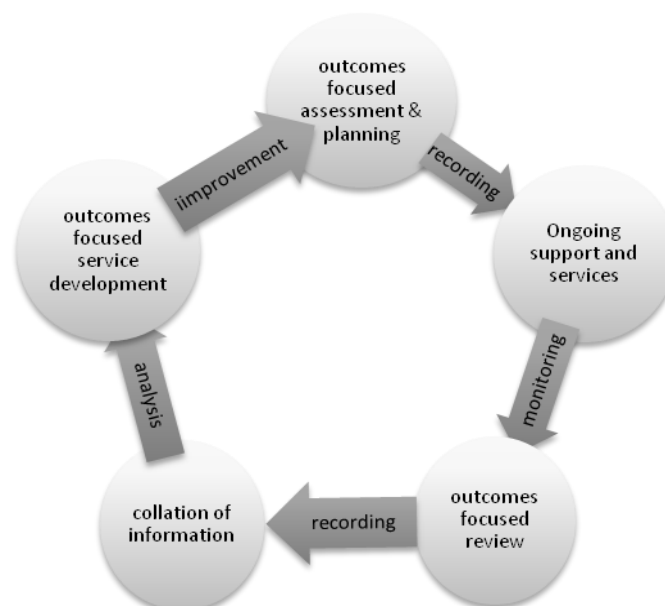 outcomes
focused
assessment &
planning
recording
Ongoing
support and
services
monitoring
outcomes
focused
review
recording
collation of
information
analysis
outcomes
focused
service
development
iimprovement